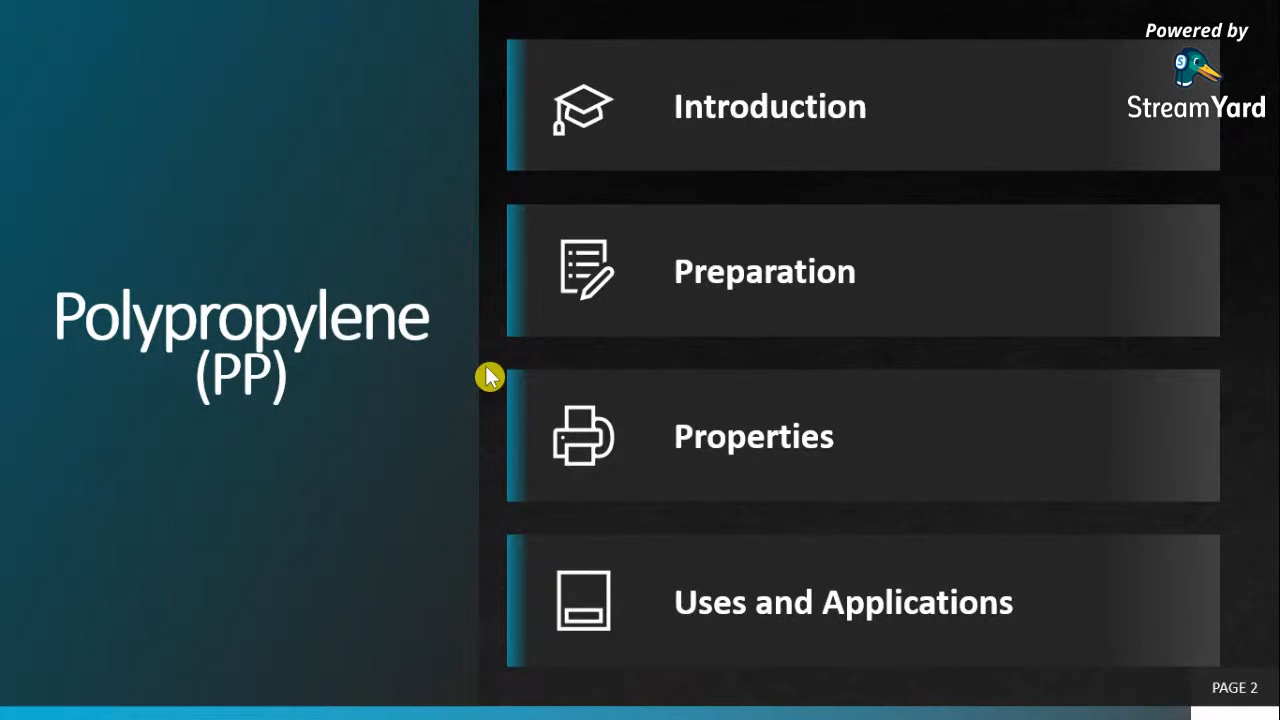 Powered by
StreamYard
Introduction
Preparation
Polypropylene
(PP)
Properties
Uses and Applications
PAGE 2